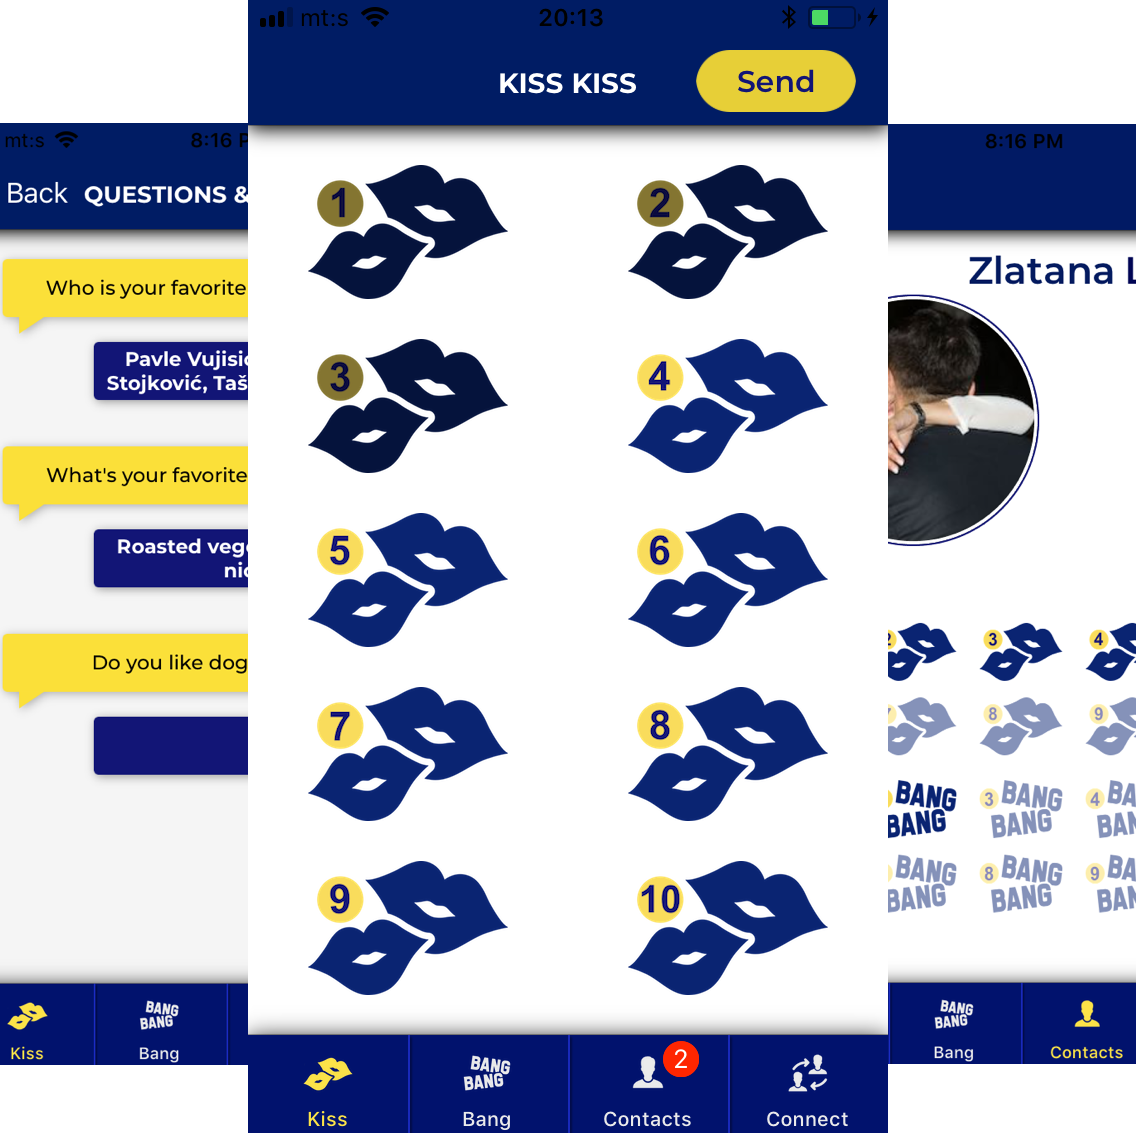 mt:s
8:16 P
Back
QUESTIONS &
Who is your favorite
Pavle Vujisi
Stojković, Taš
What's your favorite
Roasted veg
nic
Do you like dog
Kiss
BANG
BANG
Bang
mt:s
20:13
KISS KISS
Send
1
2
3
4
5
6
7
8
9
10
Kiss
BANG
BANG
Bang
2
Contacts
Connect
8:16 PM
Zlatana L
2
3
4
8
9
BANG
BANG
3
BANG
BANG
4
BA
BAN
BANG
BANG
8
BANG
BANG
9
BA
BAN
BANG
BANG
Bang
Contacts